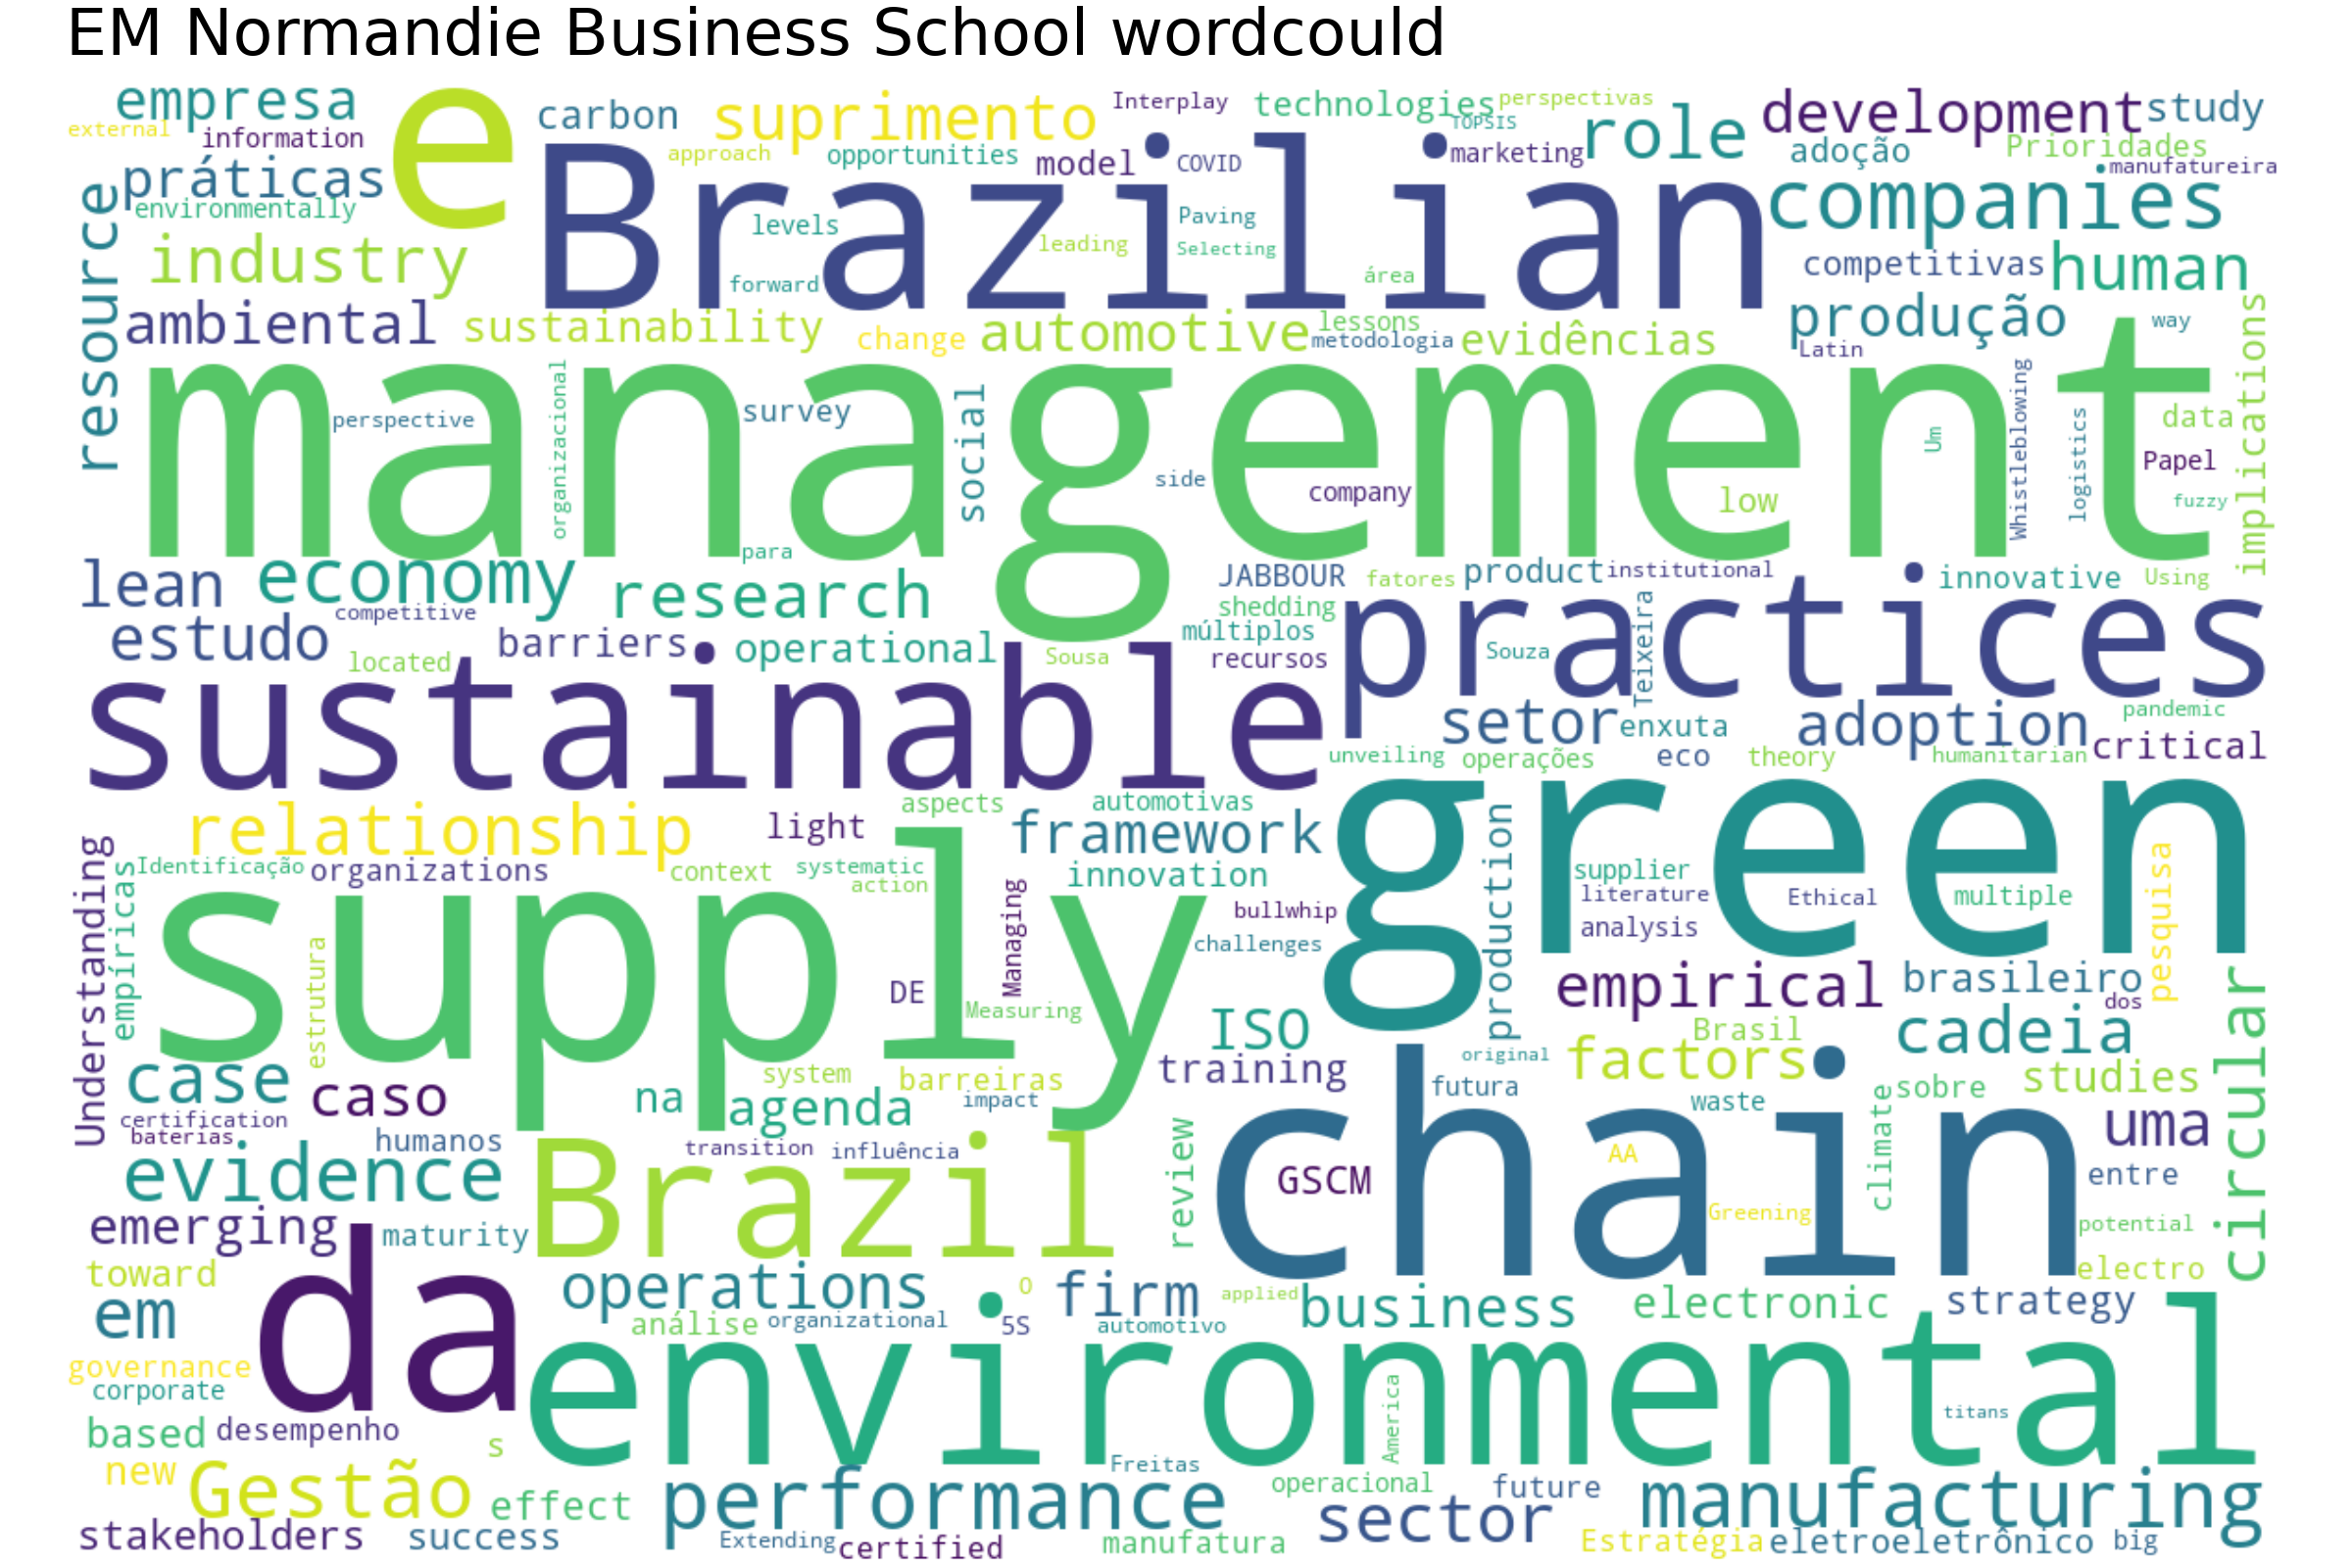 EM Normandie Business School wordcould
empresa e carbon suprimento Interplay technologies perspectivas role development study
external information approach opportunities model COVID TOPSIS marketing adoção Prioridades manufatureira
práticas Brazilian companies
resource environmentally levels Paving leading Selecting
industry forward área competitivas human
ambiental sustainability change automotive lessons metodologia evidências produção way Latin implications
management
perspective organizacional survey social side company low Um Whistleblowing logistics data Papel fuzzy
para
lean economy research JABBOUR fatores product institutional innovative Using
competitive shedding practices
estudo barriers operational múltiplos Souza Teixeira
located Sousa recursos
sustainable setor enxuta adoption pandemic critical
unveiling operações eco theory humanitarian
relationship light aspects automotivas framework green
Understanding empíricas Identificação organizations context systematic action innovation production supplier literature Ethical multiple pesquisa
supply bullwhip analysis
estrutura Managing challenges
DE Measuring ISO empirical brasileiro dos
Brasil cadeia circular
case caso na system barreiras training original factors studies
agenda impact futura sobre
certification waste climate uma
baterias humanos transition influência review chain
evidence Brazil GSCM AA entre
emerging maturity Greening potential
toward da operations O firm applied business electronic electro strategy
em análise organizational 5S automotivo
governance environmental
corporate America titans
based desempenho s
new Gestão effect performance Freitas operacional future manufacturing
stakeholders success Extending certified manufatura sector Estratégia eletroeletrônico big